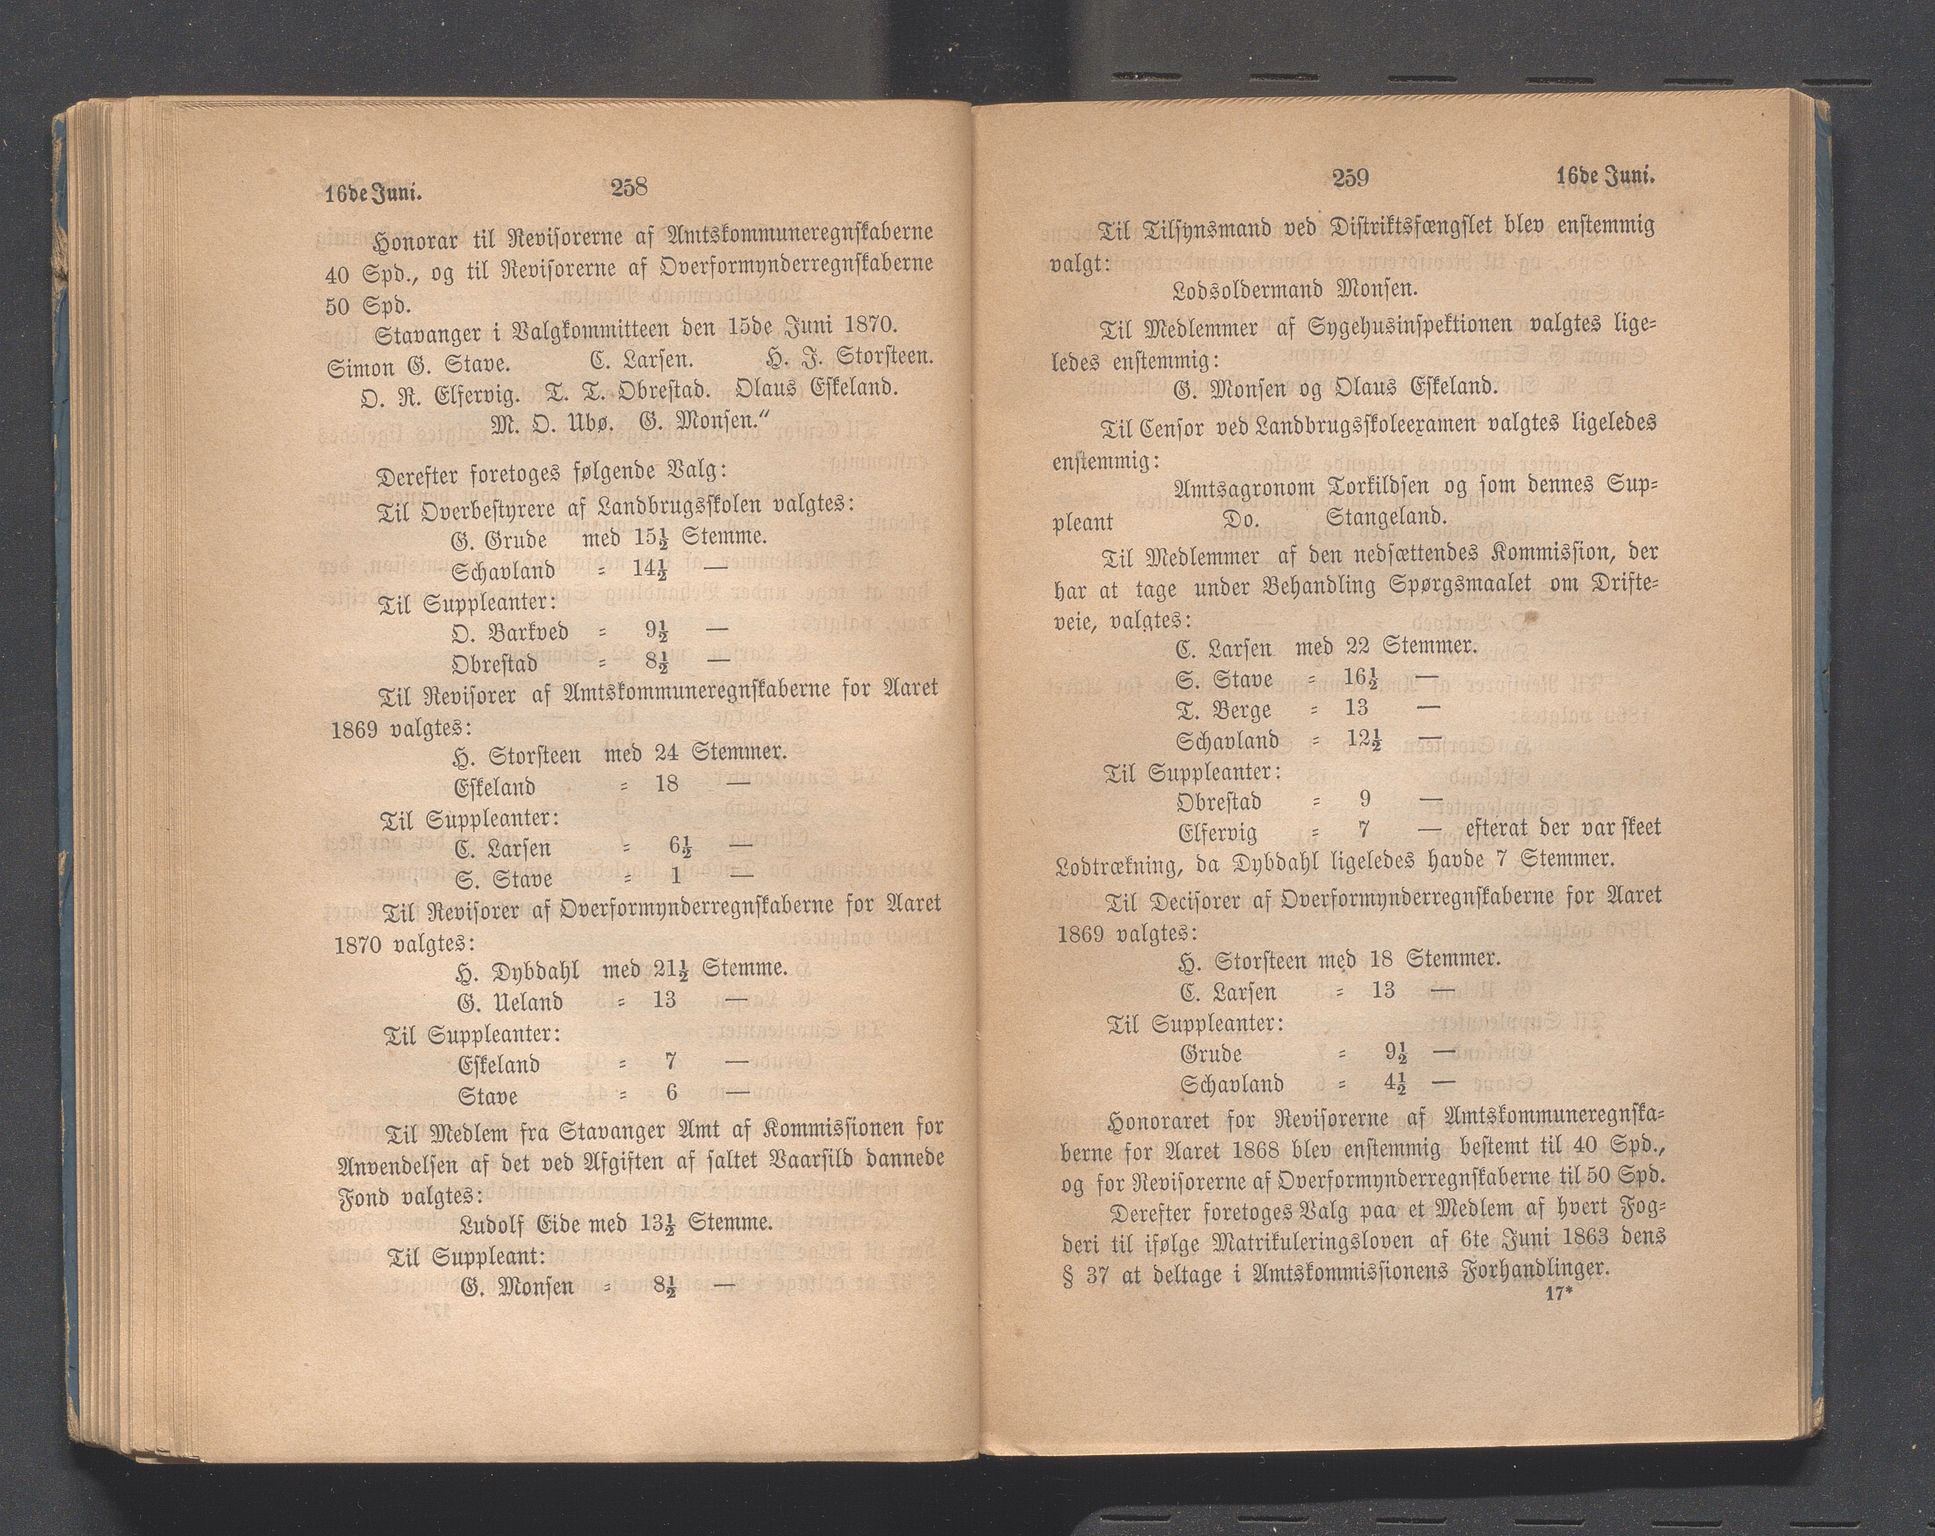 16de Juni. 258
Honorar til Revisorerne af Amtskommuneregnskaberne
40 Spd., og til Revisorerne af Overformynderregnskaberne
50 Spd.
Stavanger i Valgkommitteen den 15de Juni 1870.
Simon G. Stave. C. Larsen. H. J. Storsteen.
O. R. Elfervig. T. T. Obrestad. Olaus Eskeland.
M. O. Ubø. G. Monsen.“
Derefter foretoges følgende Valg:
Til Overbestyrere af Landbrugsskolen valgtes:
G. Grude med 15½ Stemme.
Schavland = 14½ —
Til Suppleanter:
O. Barkved = 9½ —
Obrestad = 8½ —
Til Revisorer af Amtskommuneregnskaberne for Aaret
1869 valgtes:
H. Storsteen med 24 Stemmer.
Eskeland = 18 —
Til Suppleanter:
C. Larsen = 6½ —
S. Stave = 1 —
Til Revisorer af Overformynderregnskaberne for Aaret
1870 valgtes:
H. Dybdahl med 21½ Stemme.
G. Ueland = 13 —
Til Suppleanter:
Eskeland = 7 —
Stave = 6 —
Til Medlem fra Stavanger Amt af Kommissionen for
Anvendelsen af det ved Afgiften af saltet Vaarsild dannede
Fond valgtes:
Ludolf Eide med 13½ Stemme.
Til Suppleant:
G. Monsen = 8½ —
259 16de Juni.
Til Tilsynsmand ved Distriktsfængslet blev enstemmig
valgt:
Lodsoldermand Monsen.
Til Medlemmer af Sygehusinspektionen valgtes lige=
ledes enstemmig:
G. Monsen og Olaus Eskeland.
Til Censor ved Landbrugsskoleexamen valgtes ligeledes
enstemmig:
Amtsagronom Torkildsen og som dennes Sup=
pleant Do. Stangeland.
Til Medlemmer af den nedsættendes Kommission, der
har at tage under Behandling Spørgsmaalet om Drifte=
veie, valgtes:
C. Larsen med 22 Stemmer.
S. Stave = 16½ —
T. Berge = 13 —
Schavland = 12½ —
Til Suppleanter:
Obrestad = 9 —
Elfervig = 7 — efterat der var skeet
Lodtrækning, da Dybdahl ligeledes havde 7 Stemmer.
Til Decisorer af Overformynderregnskaberne for Aaret
1869 valgtes:
H. Storsteen med 18 Stemmer.
C. Larsen = 13 —
Til Suppleanter:
Grude = 9½ —
Schavland = 4½ —
Honoraret for Revisorerne af Amtskommuneregnska=
berne for Aaret 1868 blev enstemmig bestemt til 40 Spd.,
og for Revisorerne af Overformynderregnskaberne til 50 Spd.
Derefter foretoges Valg paa et Medlem af hvert Fog=
deri til ifølge Matrikuleringsloven af 6te Juni 1863 dens
§ 37 at deltage i Amtskommissionens Forhandlinger.
17*